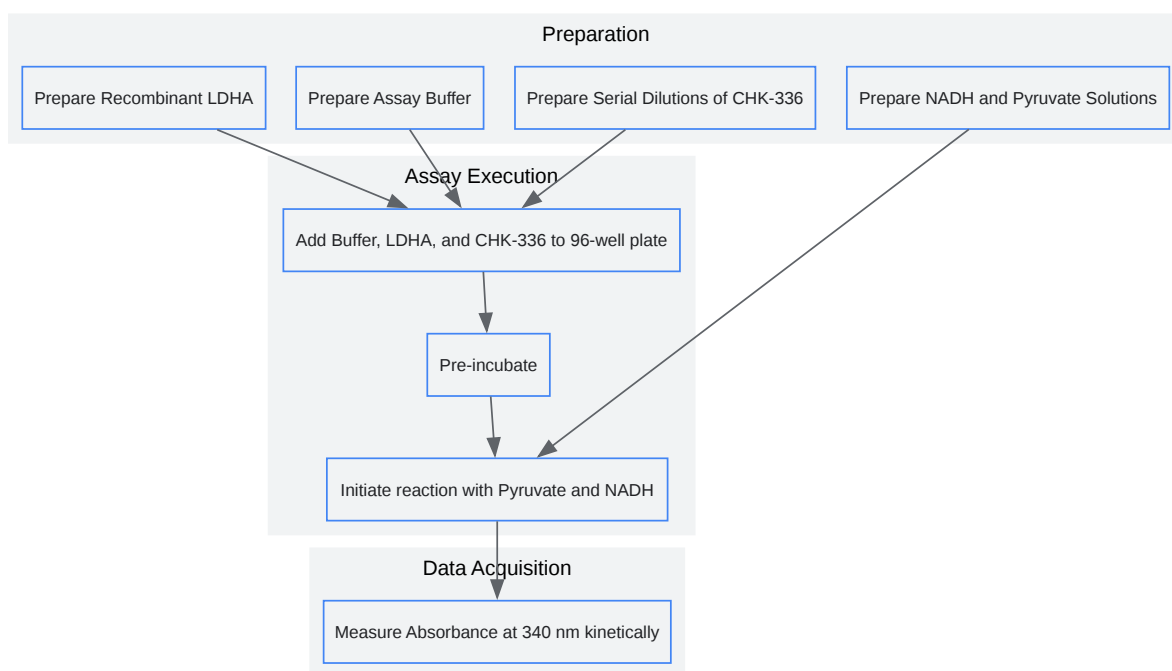 Preparation
Prepare Recombinant LDHA
Prepare Assay Buffer
Prepare Serial Dilutions of CHK-336
Prepare NADH and Pyruvate Solutions
Assay Execution
Add Buffer, LDHA, and CHK-336 to 96-well plate
Pre-incubate
Initiate reaction with Pyruvate and NADH
Data Acquisition
Measure Absorbance at 340 nm kinetically